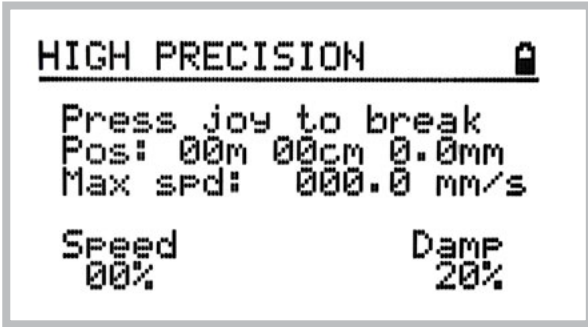 HIGH PRECISION
Press joy to break
Pos: 00m 00cm 0.0mm
Max spd: 000.0 mm/s
Speed Damp
00% 20%